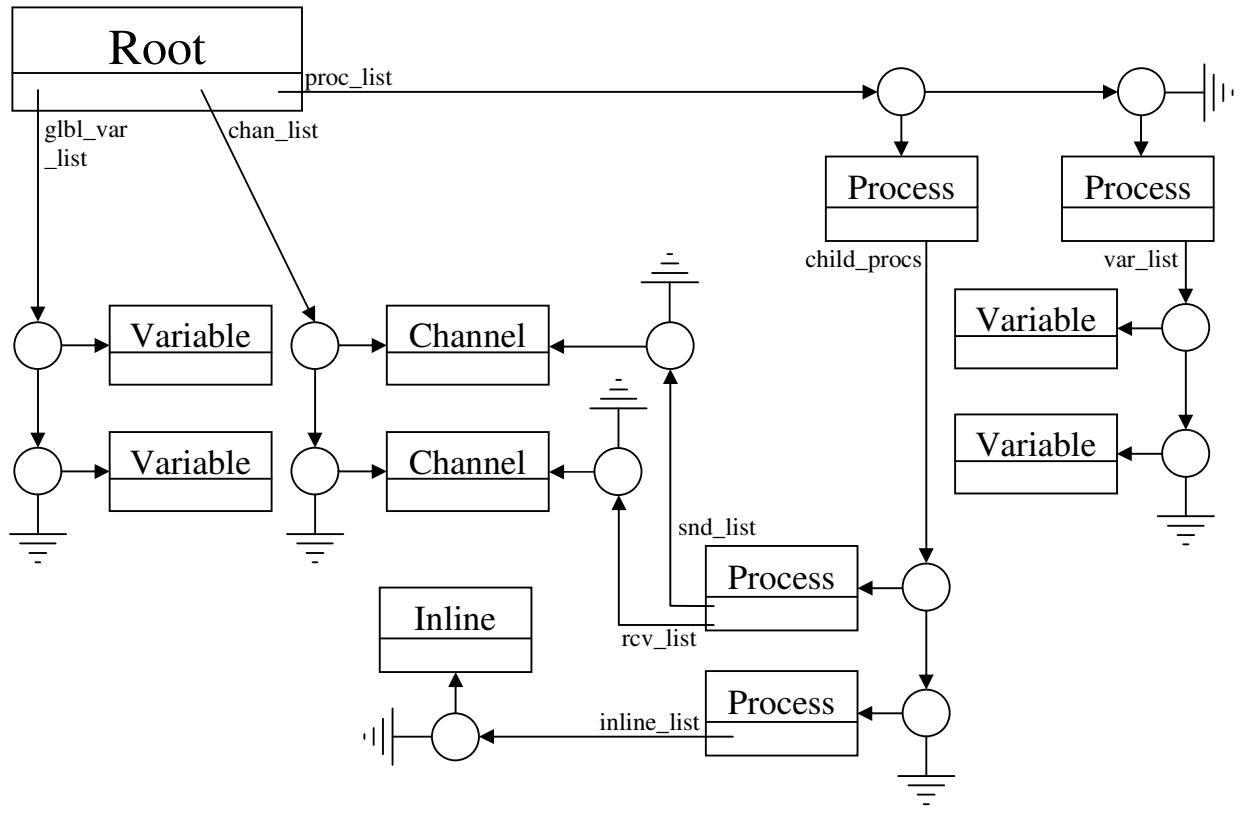 Root
proc_list
glbl_var
_list
chan_list
Process
Process
child_procs
var_list
Variable
Channel
Variable
Variable
Channel
Variable
snd_list
Process
Inline
rcv_list
Process
inline_list